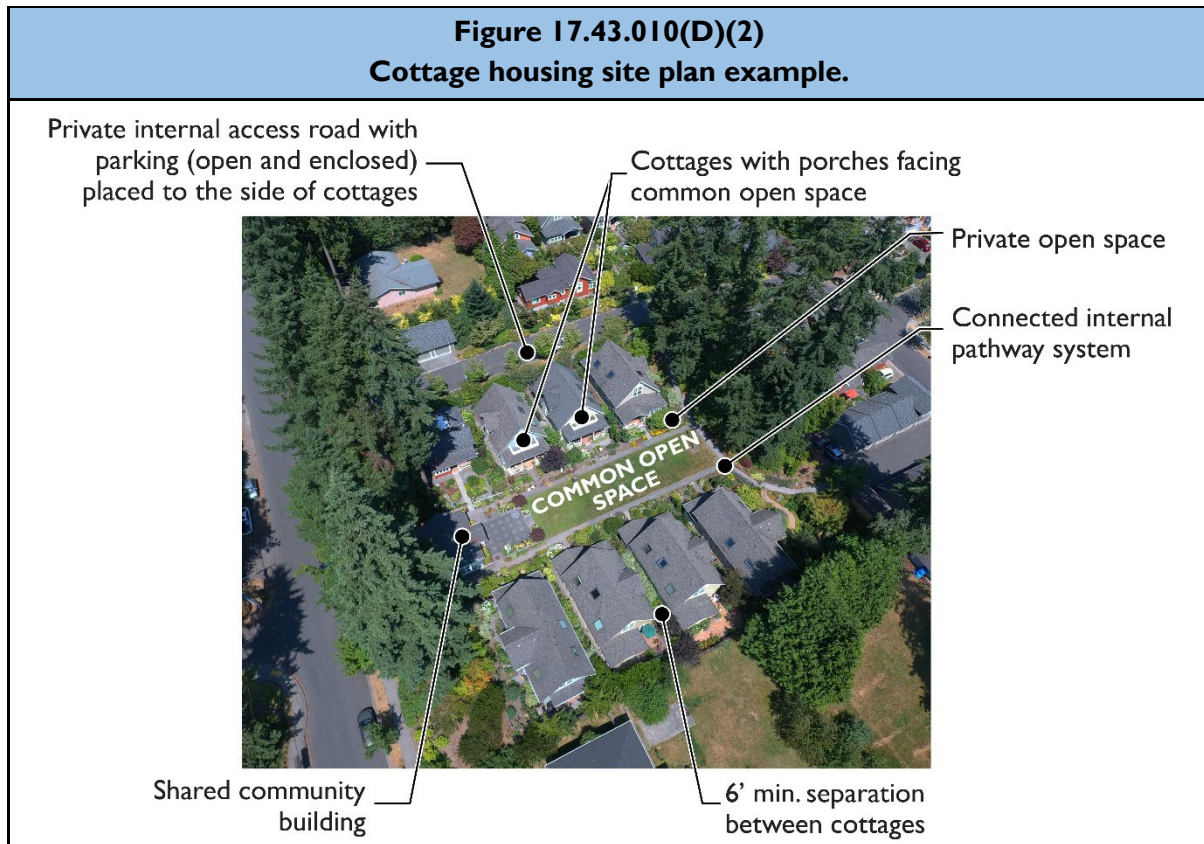 Figure 17.43.010(D)(2)
Cottage housing site plan example.
Private internal access road with
parking (open and enclosed)
placed to the side of cottages
Cottages with porches facing
common open space
Private open space
Connected internal
pathway system
COMMON OPEN
SPACE
Shared community
building
6' min. separation
between cottages